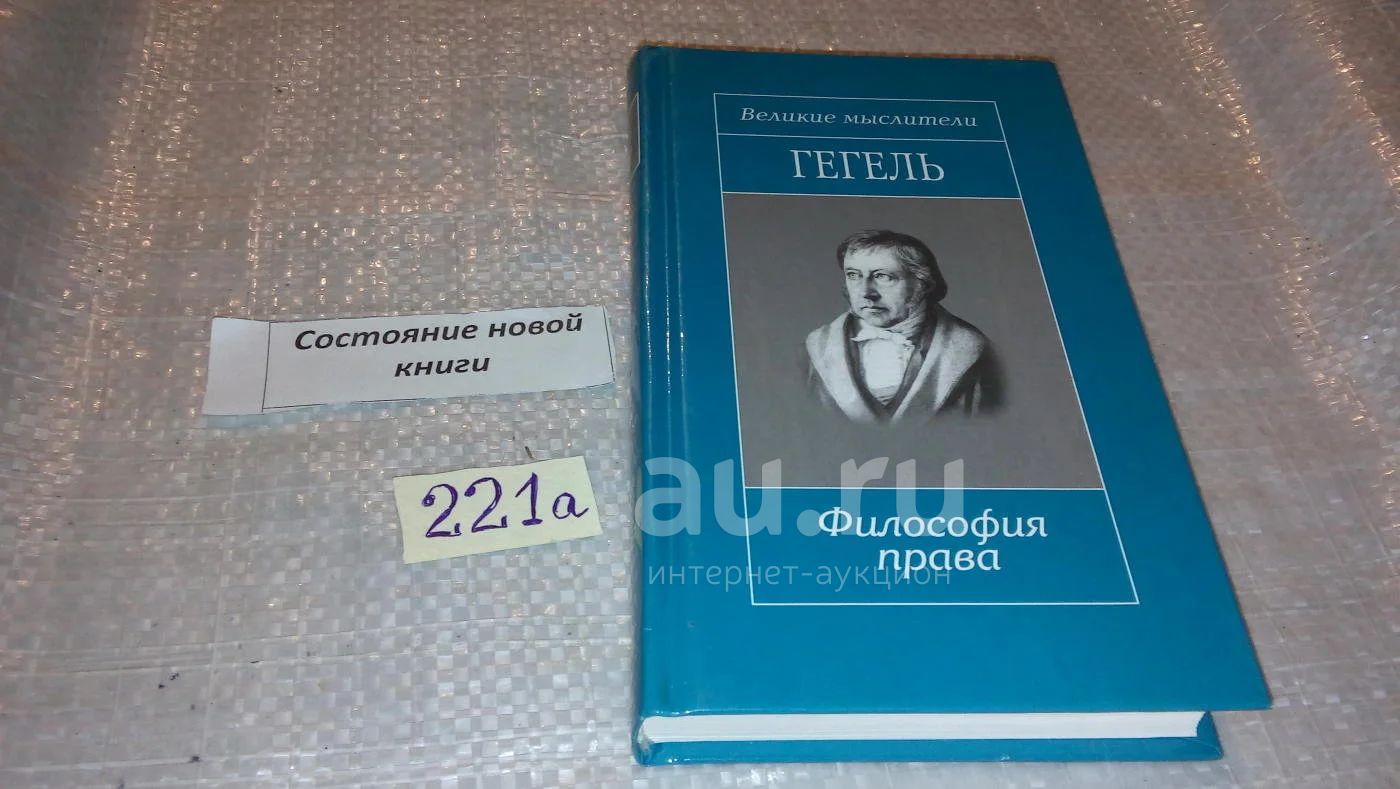 Великие мыслители
ГЕГЕЛЬ
Философия
права
Состояние новой
книги
221а
au.ru
интернет-аукцион